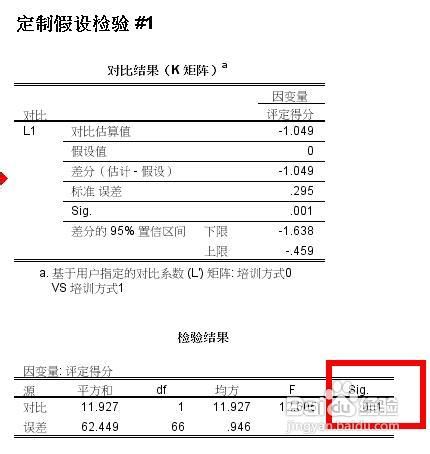 定制假设检验 #1
对比结果（K 矩阵）a
因变量
对比 评定得分
L1 对比估算值 -1.049
假设值 0
差分（估计 - 假设） -1.049
标准 误差 .295
Sig. .001
差分的 95% 置信区间 下限 -1.638
上限 -.459
a. 基于用户指定的对比系数 (L') 矩阵: 培训方式0
VS 培训方式1
检验结果
因变量: 评定得分
源 平方和 df 均方 F Sig.
对比 11.927 1 11.927 .001
误差 62.449 66 .946
Baidu 经验
jingyan.baidu.com